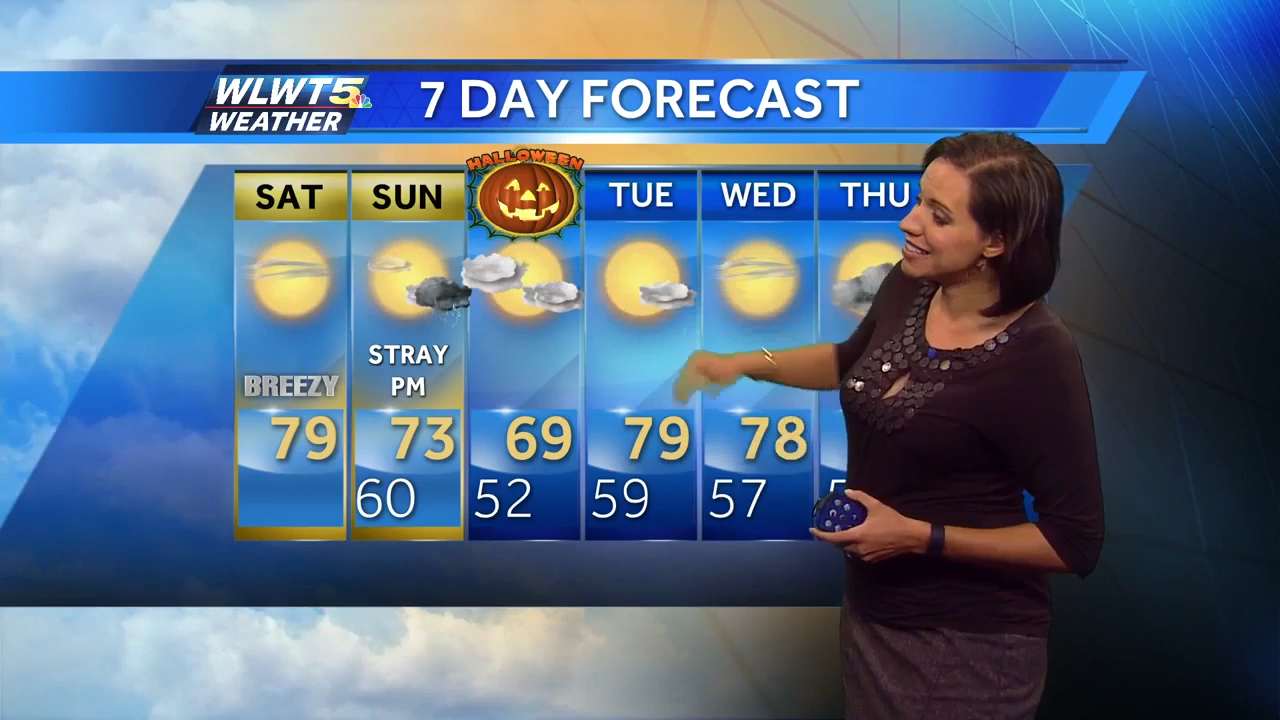 WLWT5
WEATHER
7 DAY FORECAST
HALLOWEEN
SAT SUN TUE WED THU
STRAY
BREEZY PM
79 73 69 79 78
60 52 59 57